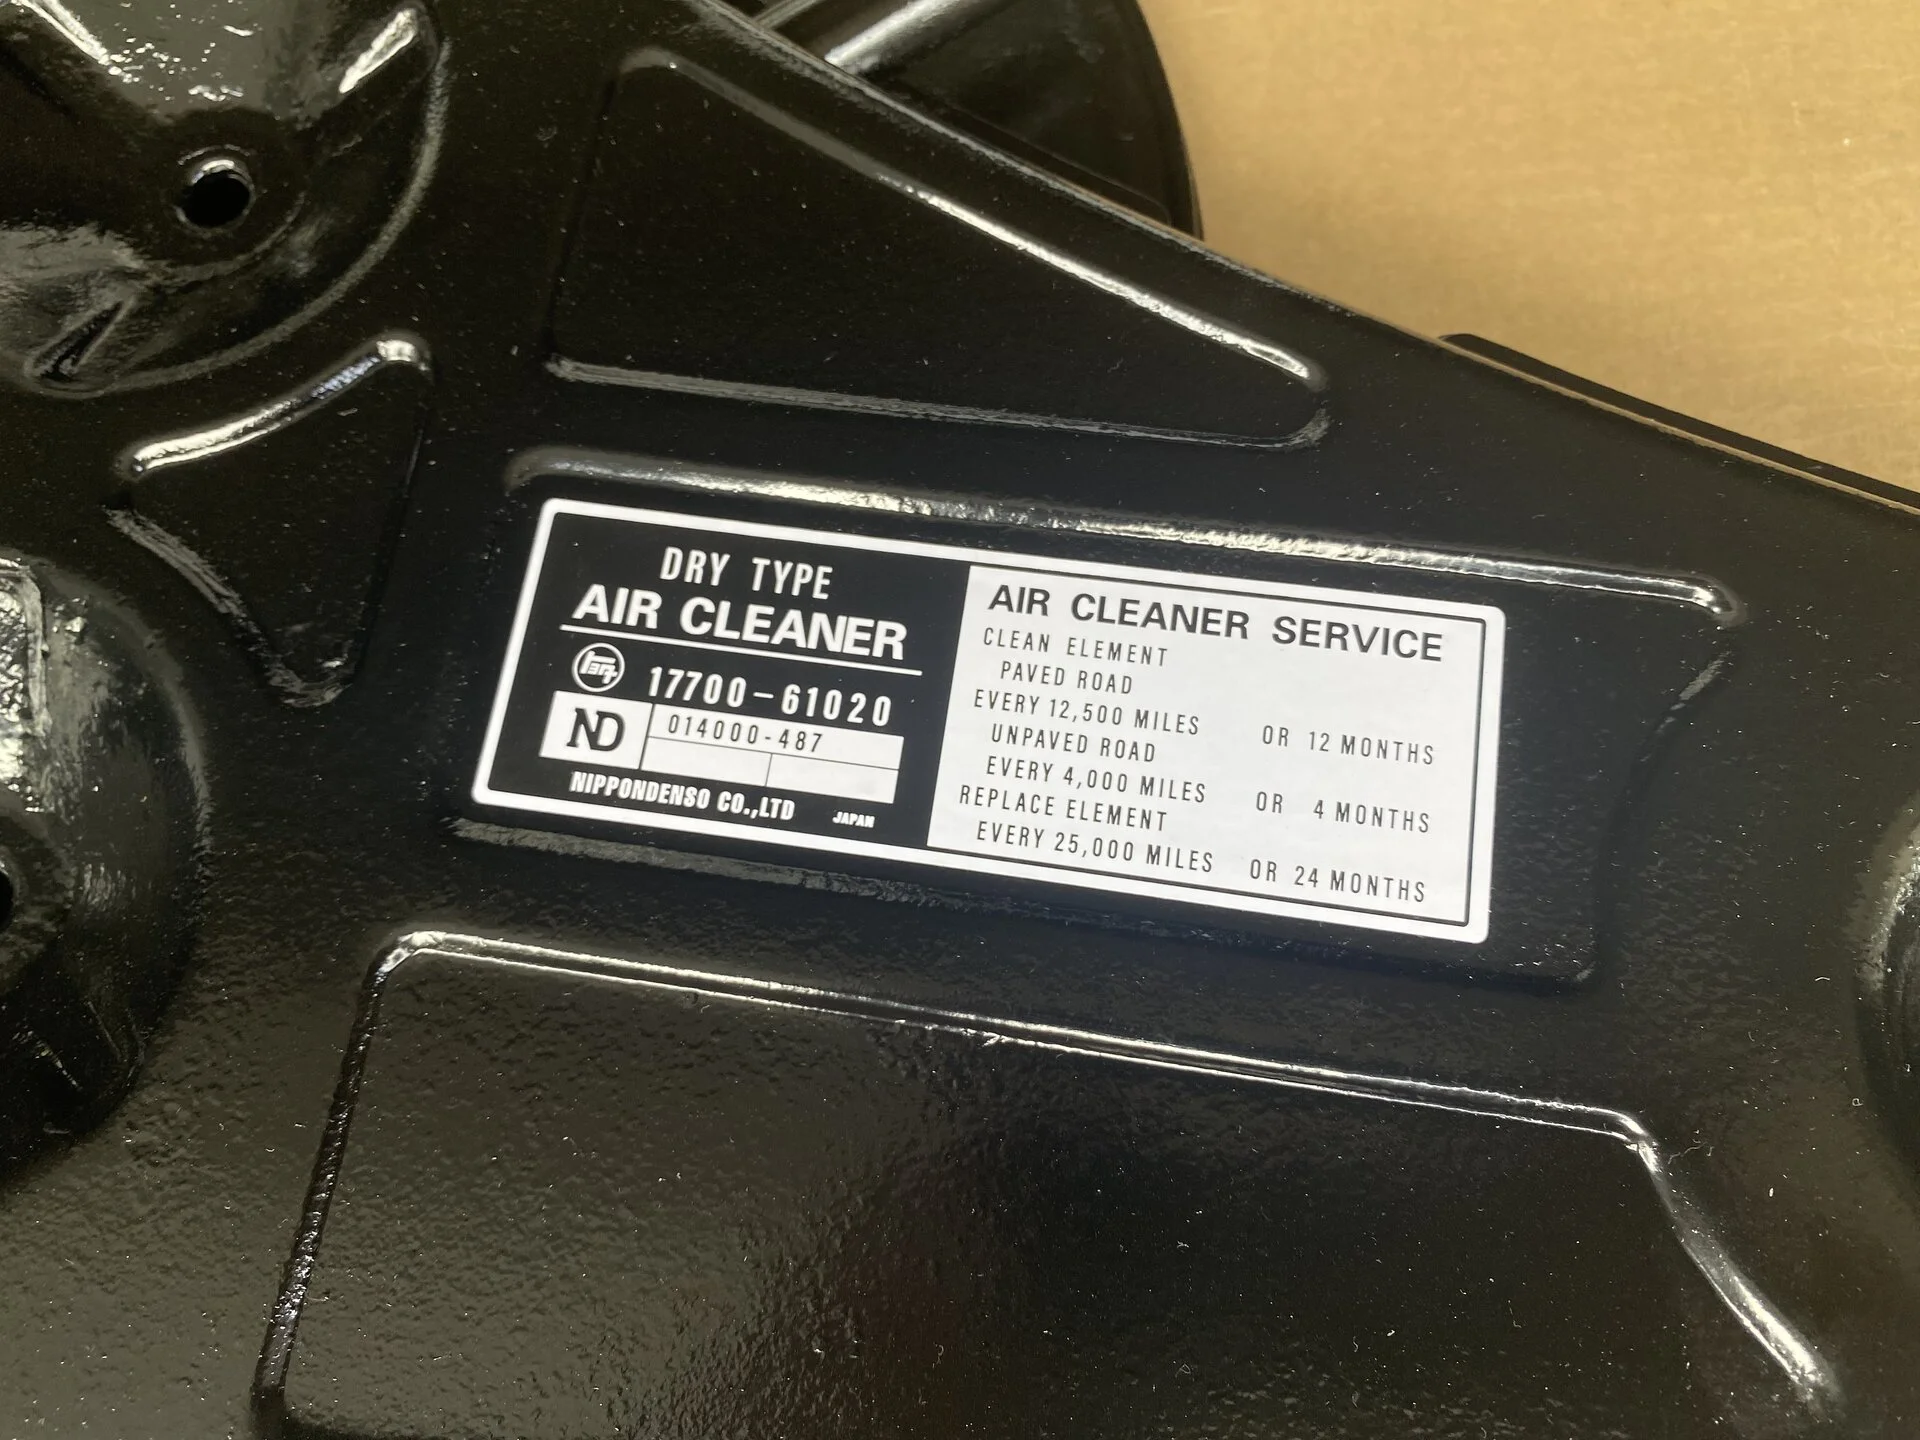 DRY TYPE
AIR CLEANER
TEQ 17700-61020
ND 014000-487
NIPPONDENSO CO.,LTD JAPAN
AIR CLEANER SERVICE
CLEAN ELEMENT
PAVED ROAD
EVERY 12,500 MILES OR 12 MONTHS
UNPAVED ROAD
EVERY 4,000 MILES OR 4 MONTHS
REPLACE ELEMENT
EVERY 25,000 MILES OR 24 MONTHS